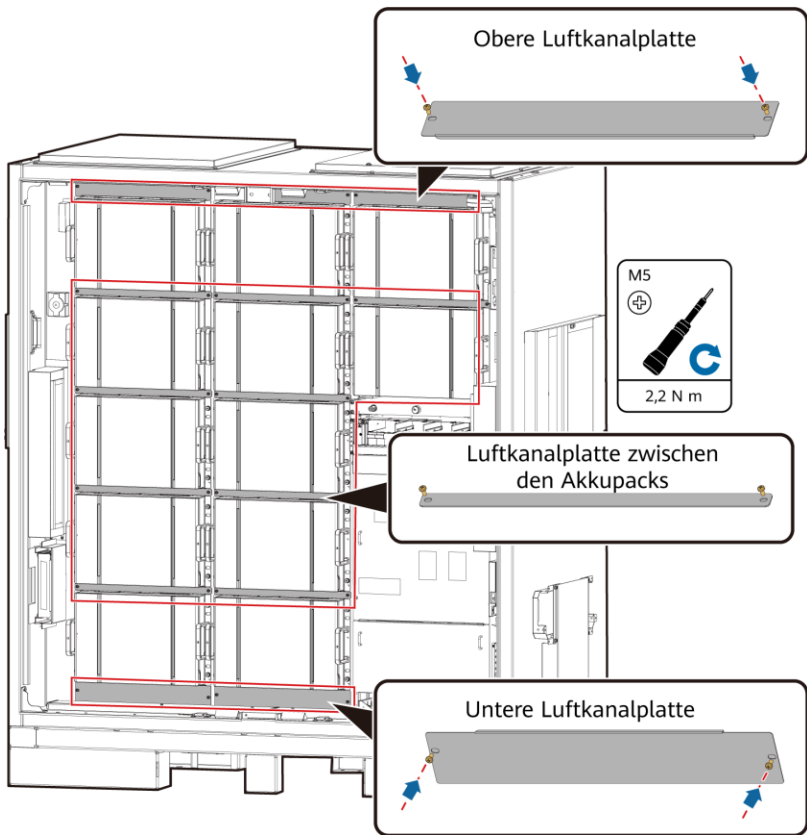 Obere Luftkanalplatte
M5
2,2 N m
Luftkanalplatte zwischen
den Akkupacks
Untere Luftkanalplatte